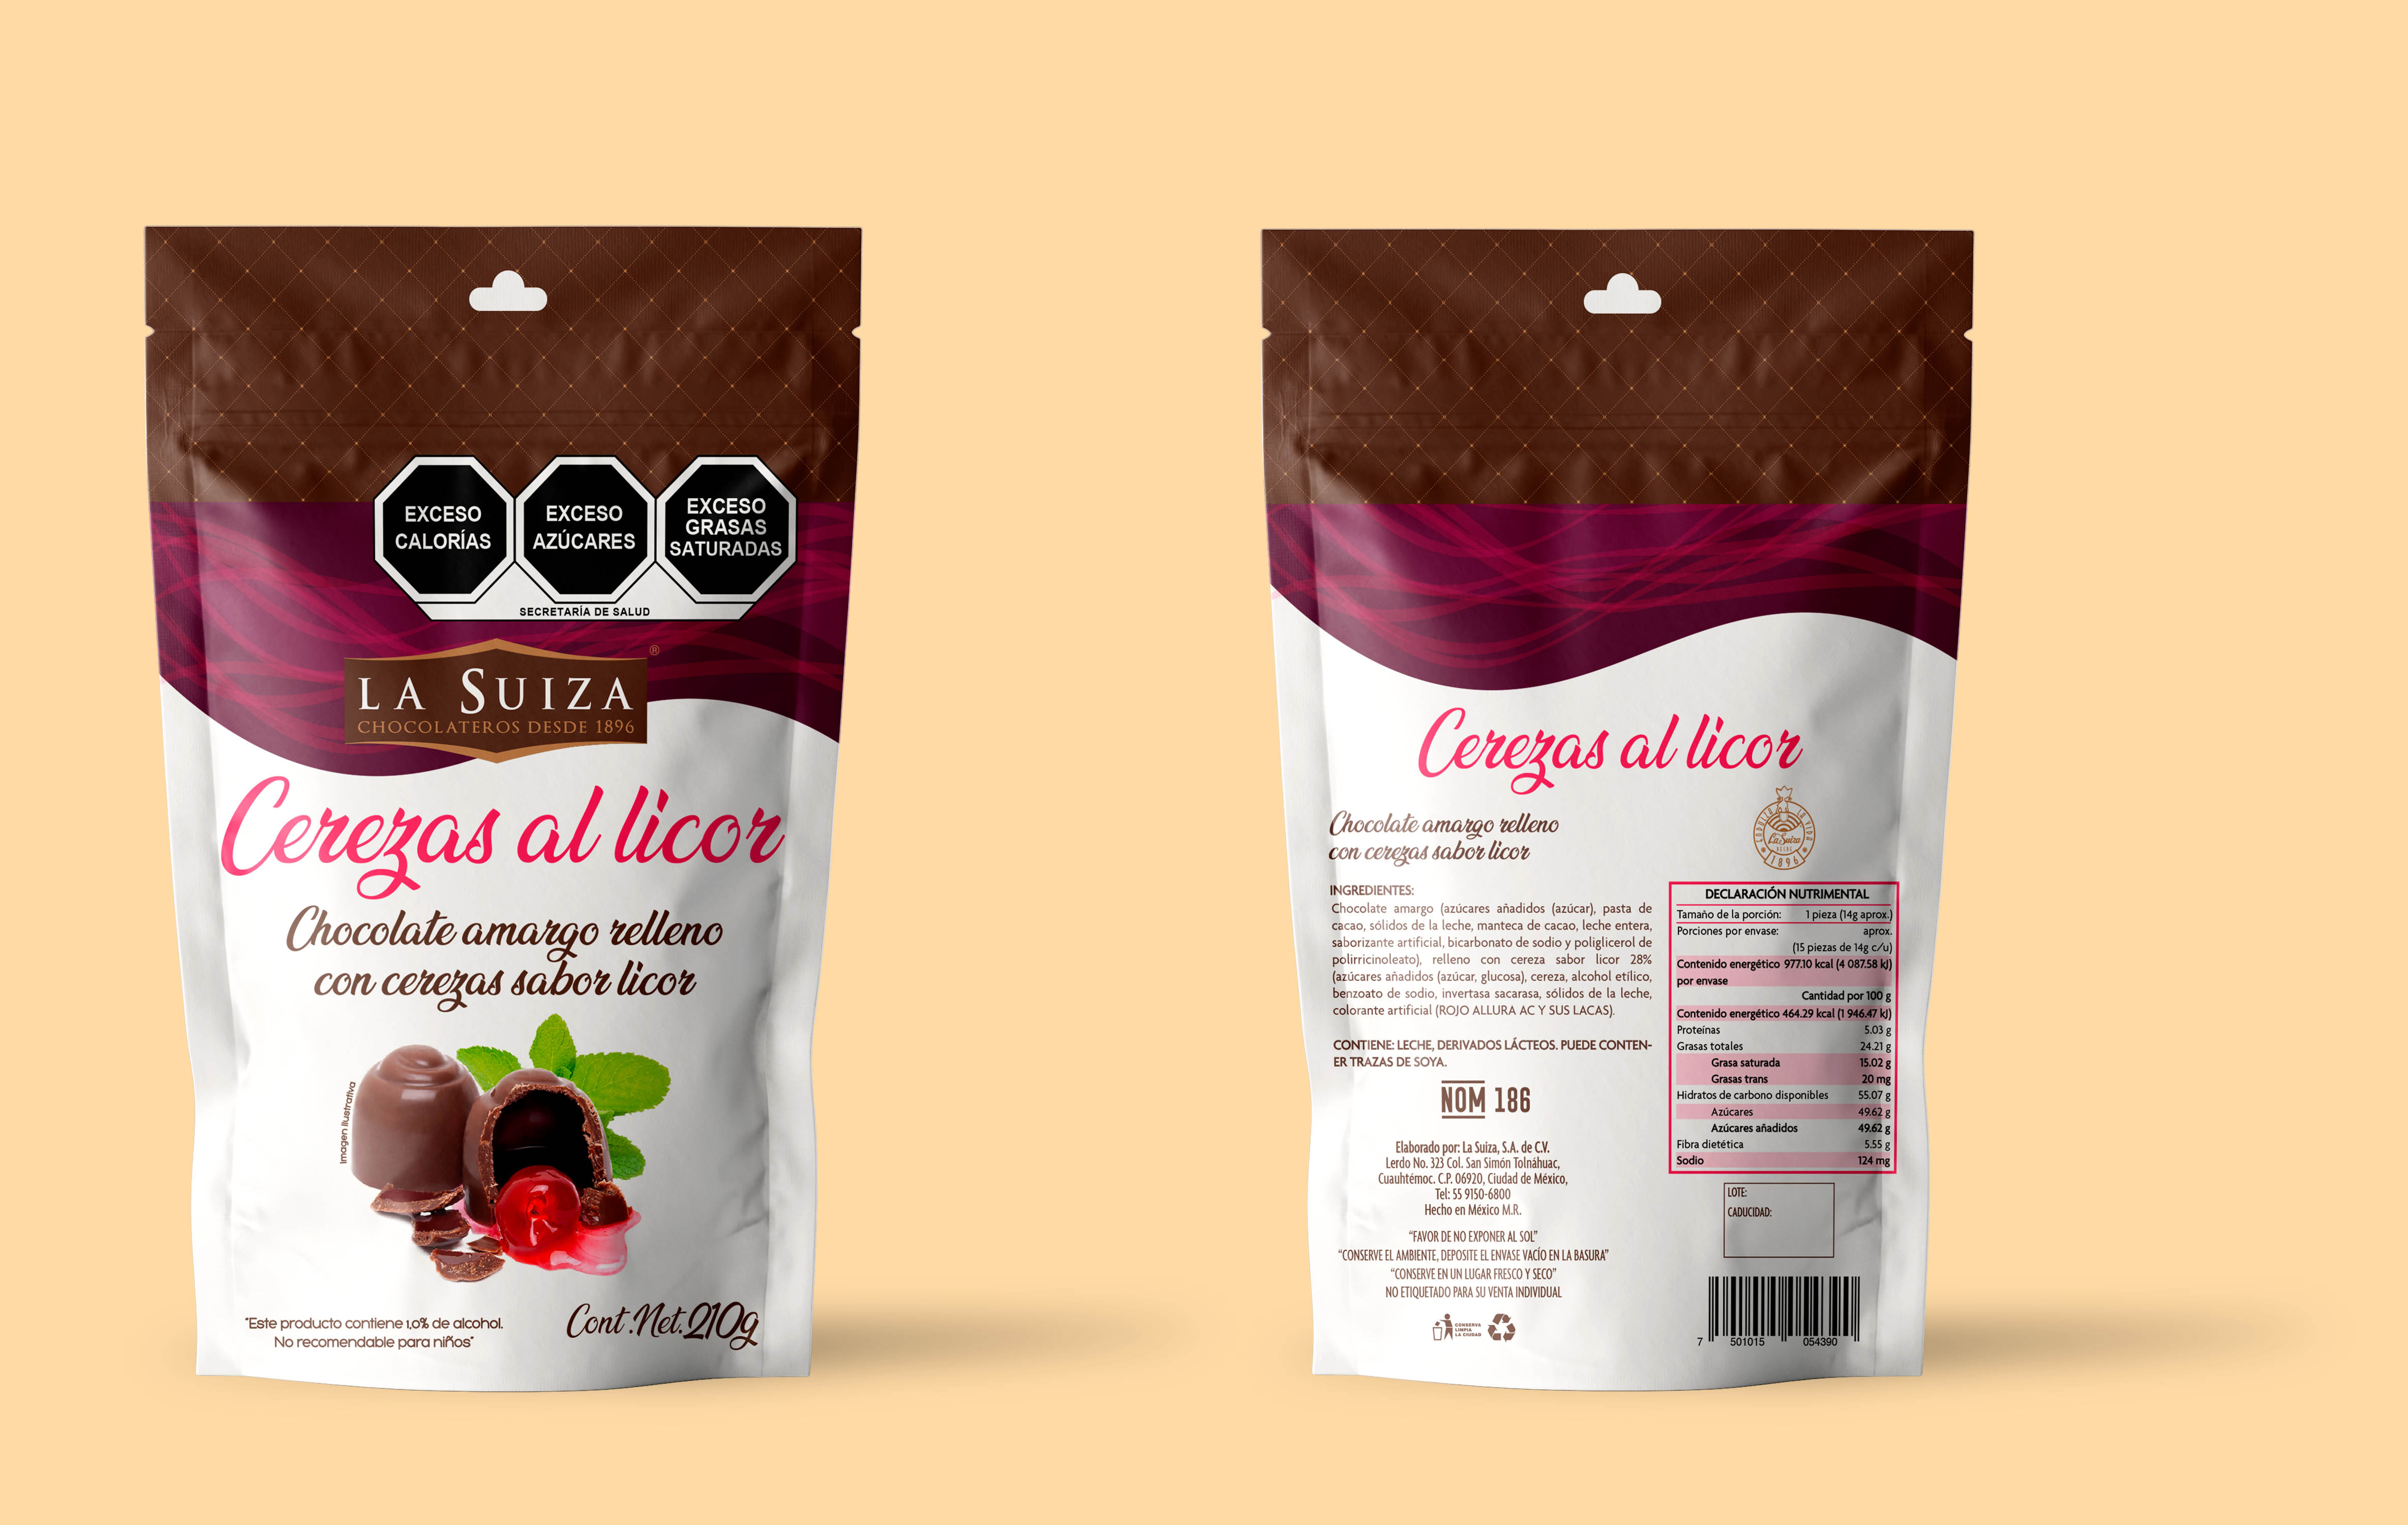 EXCESO
CALORÍAS
EXCESO
AZÚCARES
EXCESO
GRASAS
SATURADAS
SECRETARÍA DE SALUD
®
LA SUIZA
CHOCOLATEROS DESDE 1896
Cerezas al licor
Chocolate amargo relleno
con cerezas sabor licor
Imagen ilustrativa
"Este producto contiene 1,0% de alcohol.
No recomendable para niños"
Cont.Net.210g
Cerezas al licor
Chocolate amargo relleno
con cerezas sabor licor
ENDULZA LA VIDA
La Suiza
DESDE
1896
INGREDIENTES:
Chocolate amargo (azúcares añadidos (azúcar), pasta de
cacao, sólidos de la leche, manteca de cacao, leche entera,
saborizante artificial, bicarbonato de sodio y poliglicerol de
polirricinoleato), relleno con cereza sabor licor 28%
(azúcares añadidos (azúcar, glucosa), cereza, alcohol etílico,
benzoato de sodio, invertasa sacarasa, sólidos de la leche,
colorante artificial (ROJO ALLURA AC Y SUS LACAS).
CONTIENE: LECHE, DERIVADOS LÁCTEOS. PUEDE CONTEN-
ER TRAZAS DE SOYA.
NOM 186
Elaborado por: La Suiza, S.A. de C.V.
Lerdo No. 323 Col. San Simón Tolnáhuac,
Cuauhtémoc. C.P. 06920, Ciudad de México,
Tel: 55 9150-6800
Hecho en México M.R.
"FAVOR DE NO EXPONER AL SOL"
"CONSERVE EL AMBIENTE, DEPOSITE EL ENVASE VACÍO EN LA BASURA"
"CONSERVE EN UN LUGAR FRESCO Y SECO"
NO ETIQUETADO PARA SU VENTA INDIVIDUAL
CONSERVA
LIMPIA
LA CIUDAD
DECLARACIÓN NUTRIMENTAL
Tamaño de la porción: 1 pieza (14g aprox.)
Porciones por envase: aprox.
(15 piezas de 14g c/u)
Contenido energético 977.10 kcal (4 087.58 kJ)
por envase
Cantidad por 100 g
Contenido energético 464.29 kcal (1 946.47 kJ)
Proteínas 5.03 g
Grasas totales 24.21 g
Grasa saturada 15.02 g
Grasas trans 20 mg
Hidratos de carbono disponibles 55.07 g
Azúcares 49.62 g
Azúcares añadidos 49.62 g
Fibra dietética 5.55 g
Sodio 124 mg
LOTE:
CADUCIDAD:
7 501015 054390